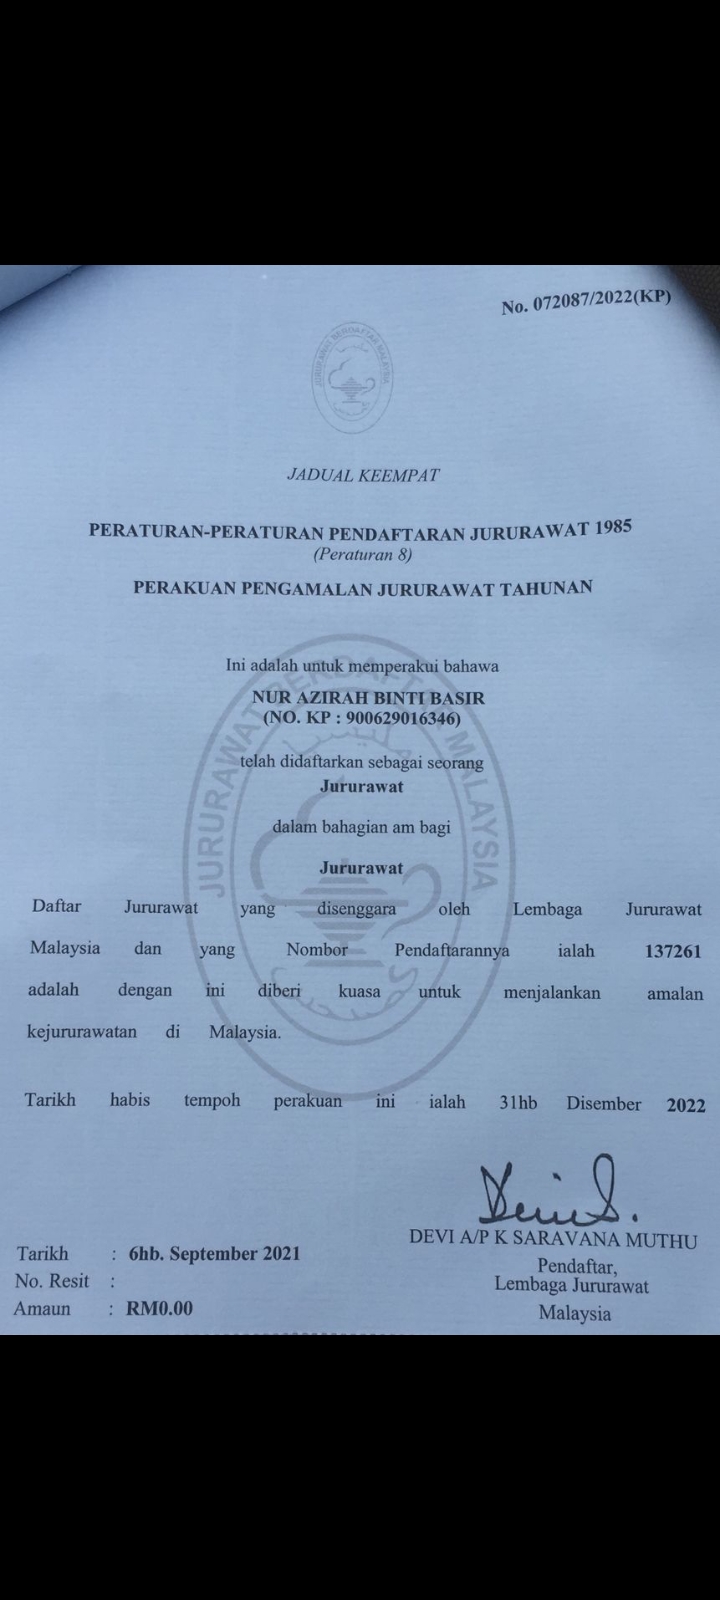 No. 072087/2022(KP)
JURURAWAT BERDAFTAR MALAYSIA
JADUAL KEEMPAT
PERATURAN-PERATURAN PENDAFTARAN JURURAWAT 1985
(Peraturan 8)
PERAKUAN PENGAMALAN JURURAWAT TAHUNAN
Ini adalah untuk memperakui bahawa
NUR AZIRAH BINTI BASIR
(NO. KP : 900629016346)
telah didaftarkan sebagai seorang
Jururawat
dalam bahagian am bagi
Jururawat
Daftar Jururawat yang disenggara oleh Lembaga Jururawat
Malaysia dan yang Nombor Pendaftarannya ialah 137261
adalah dengan ini diberi kuasa untuk menjalankan amalan
kejururawatan di Malaysia.
JURURAWAT BERDAFTAR MALAYSIA
Tarikh habis tempoh perakuan ini ialah 31hb Disember 2022
DEVI A/P K SARAVANA MUTHU
Pendaftar,
Lembaga Jururawat
Malaysia
Tarikh : 6hb. September 2021
No. Resit :
Amaun : RM0.00